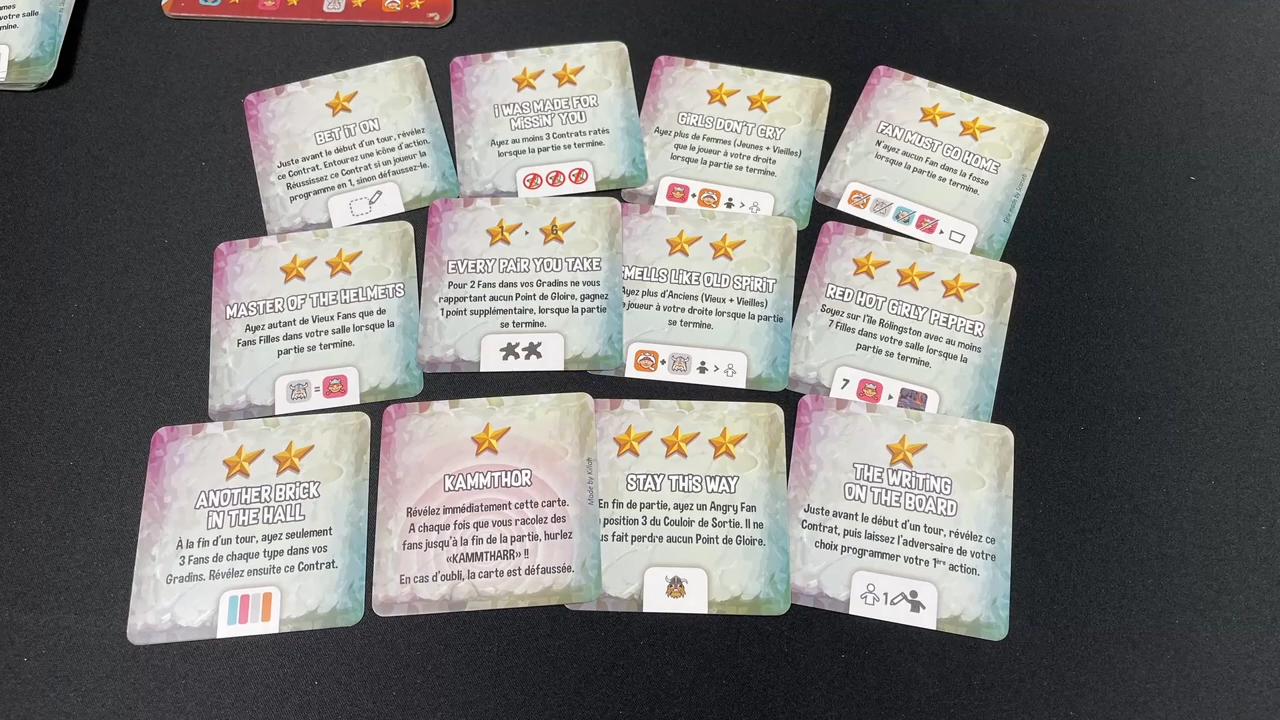 mmes
votre salle
mine.
BET iT ON
Juste avant le début d'un tour, révélez
ce Contrat. Entourez une icône d'action.
Réussissez ce Contrat si un joueur la
programme en 1, sinon défaussez-le.
i WAS MADE FOR
MiSSiN' YOU
Ayez au moins 3 Contrats ratés
lorsque la partie se termine.
GiRLS DON'T CRY
Ayez plus de Femmes (Jeunes + Vieilles)
que le joueur à votre droite
lorsque la partie se termine.
+ >
FAN MUST GO HOME
N'ayez aucun Fan dans la fosse
lorsque la partie se termine.
MASTER OF THE HELMETS
Ayez autant de Vieux Fans que de
Fans Filles dans votre salle lorsque la
partie se termine.
=
1 6
EVERY PAiR YOU TAKE
Pour 2 Fans dans vos Gradins ne vous
rapportant aucun Point de Gloire, gagnez
1 point supplémentaire, lorsque la partie
se termine.
SMELLS LiKE OLD SPiRiT
Ayez plus d'Anciens (Vieux + Vieilles)
joueur à votre droite lorsque la partie
se termine.
+ >
RED HOT GiRLY PEPPER
Soyez sur l'Île Rölingston avec au moins
7 Filles dans votre salle lorsque la
partie se termine.
7
ANOTHER BRiCK
iN THE HALL
À la fin d'un tour, ayez seulement
3 Fans de chaque type dans vos
Gradins. Révélez ensuite ce Contrat.
KAMMTHOR
Révélez immédiatement cette carte.
A chaque fois que vous racolez des
fans jusqu'à la fin de la partie, hurlez
«KAMMTHARR» !!
En cas d'oubli, la carte est défaussée.
Made by Kiflah
STAY THiS WAY
En fin de partie, ayez un Angry Fan
position 3 du Couloir de Sortie. Il ne
us fait perdre aucun Point de Gloire.
THE WRiTiNG
ON THE BOARD
Juste avant le début d'un tour, révélez ce
Contrat, puis laissez l'adversaire de votre
choix programmer votre 1ère action.
1